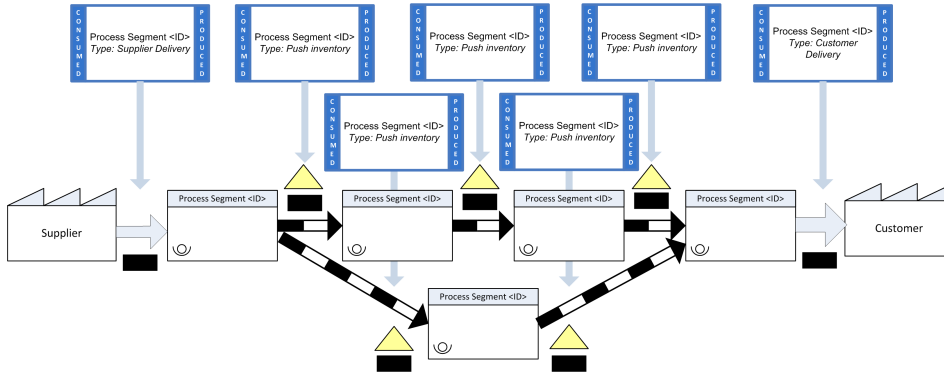 CONSUMED
Process Segment <ID>
Type: Supplier Delivery
PRODUCED
CONSUMED
Process Segment <ID>
Type: Push inventory
PRODUCED
CONSUMED
Process Segment <ID>
Type: Push inventory
PRODUCED
CONSUMED
Process Segment <ID>
Type: Push inventory
PRODUCED
CONSUMED
Process Segment <ID>
Type: Customer
Delivery
PRODUCED
CONSUMED
Process Segment <ID>
Type: Push inventory
PRODUCED
CONSUMED
Process Segment <ID>
Type: Push inventory
PRODUCED
Supplier
Process Segment <ID>
Process Segment <ID>
Process Segment <ID>
Process Segment <ID>
Customer
Process Segment <ID>